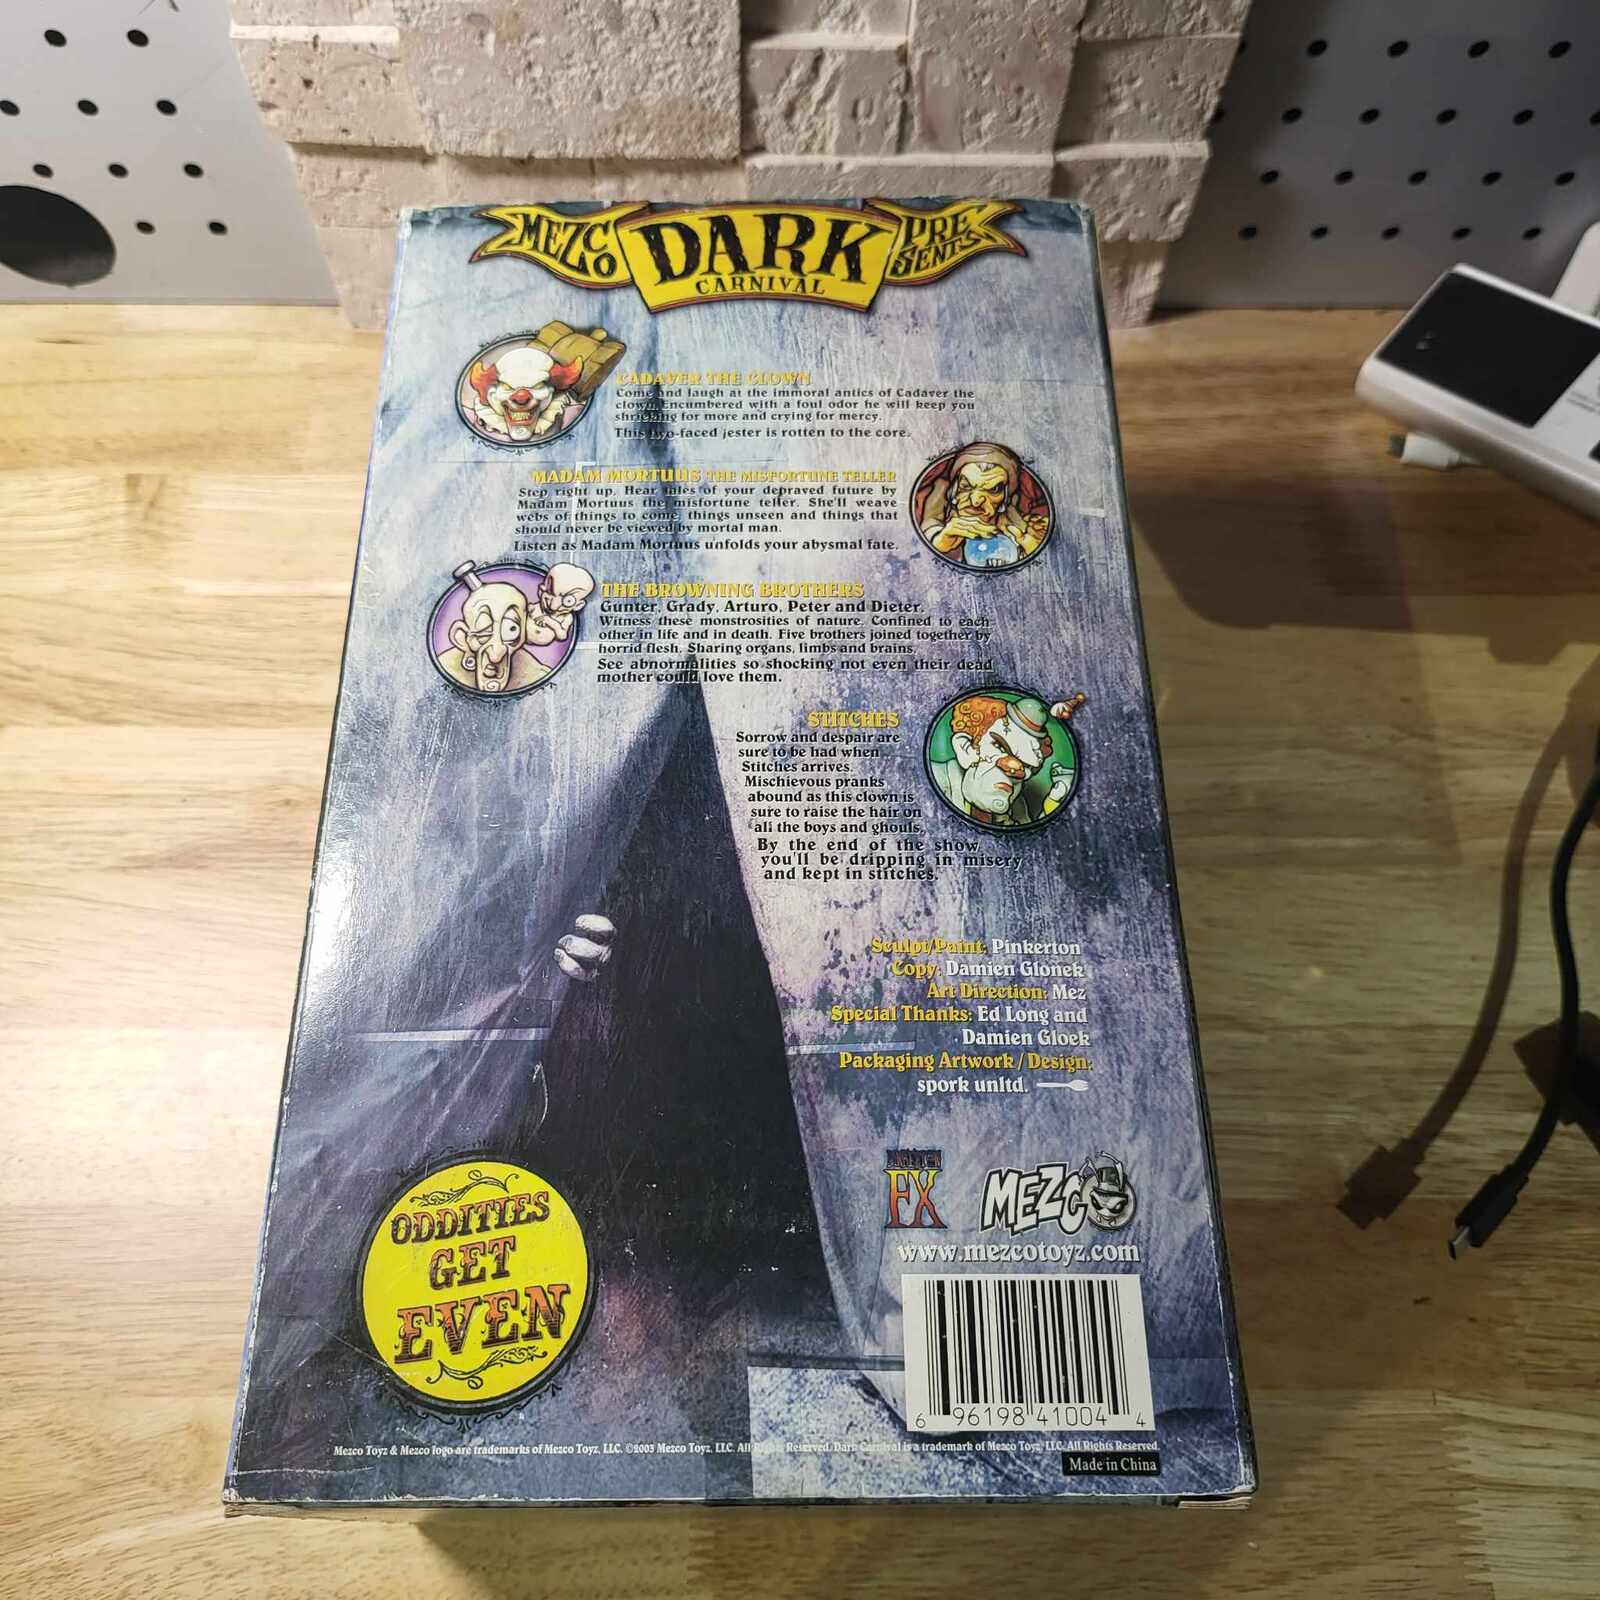 MEZCO DARK PRESENTS
CARNIVAL
CADAVER THE CLOWN
Come and laugh at the immoral antics of Cadaver the
clown. Encumbered with a foul odor he will keep you
shrieking for more and crying for mercy.
This two-faced jester is rotten to the core.
MADAM MORTUUS THE MISFORTUNE TELLER
Step right up. Hear tales of your depraved future by
Madam Mortuus the misfortune teller. She'll weave
webs of things to come, things unseen and things that
should never be viewed by mortal man.
Listen as Madam Mortuus unfolds your abysmal fate.
THE BROWNING BROTHERS
Gunter, Grady, Arturo, Peter and Dieter.
Witness these monstrosities of nature. Confined to each
other in life and in death. Five brothers joined together by
horrid flesh. Sharing organs, limbs and brains.
See abnormalities so shocking not even their dead
mother could love them.
STITCHES
Sorrow and despair are
sure to be had when
Stitches arrives.
Mischievous pranks
abound as this clown is
sure to raise the hair on
all the boys and ghouls.
By the end of the show
you'll be dripping in misery
and kept in stitches.
Sculpt/Paint: Pinkerton
Copy: Damien Glonek
Art Direction: Mez
Special Thanks: Ed Long and
Damien Gloek
Packaging Artwork / Design:
spork unltd.
ODDITIES
GET
EVEN
FX
MEZCO
www.mezcotoyz.com
6 96198 41004 4
Mezco Toyz & Mezco logo are trademarks of Mezco Toyz, LLC. ©2003 Mezco Toyz, LLC. All Rights Reserved. Dark Carnival is a trademark of Mezco Toyz, LLC. All Rights Reserved.
Made in China